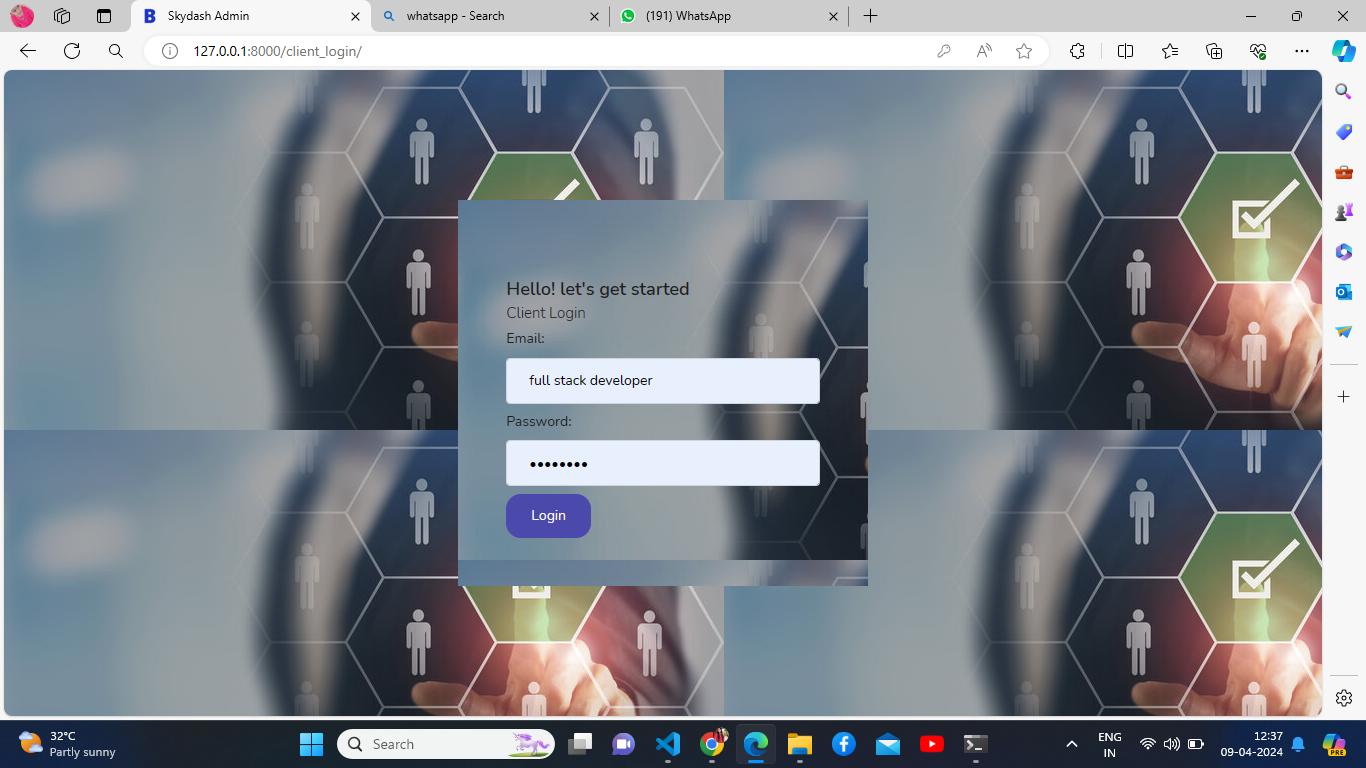 Skydash Admin
whatsapp - Search
(191) WhatsApp
127.0.0.1:8000/client_login/
Hello! let's get started
Client Login
Email:
full stack developer
Password:
Login
32°C
Partly sunny
Search
ENG
IN
12:37
09-04-2024
PRE